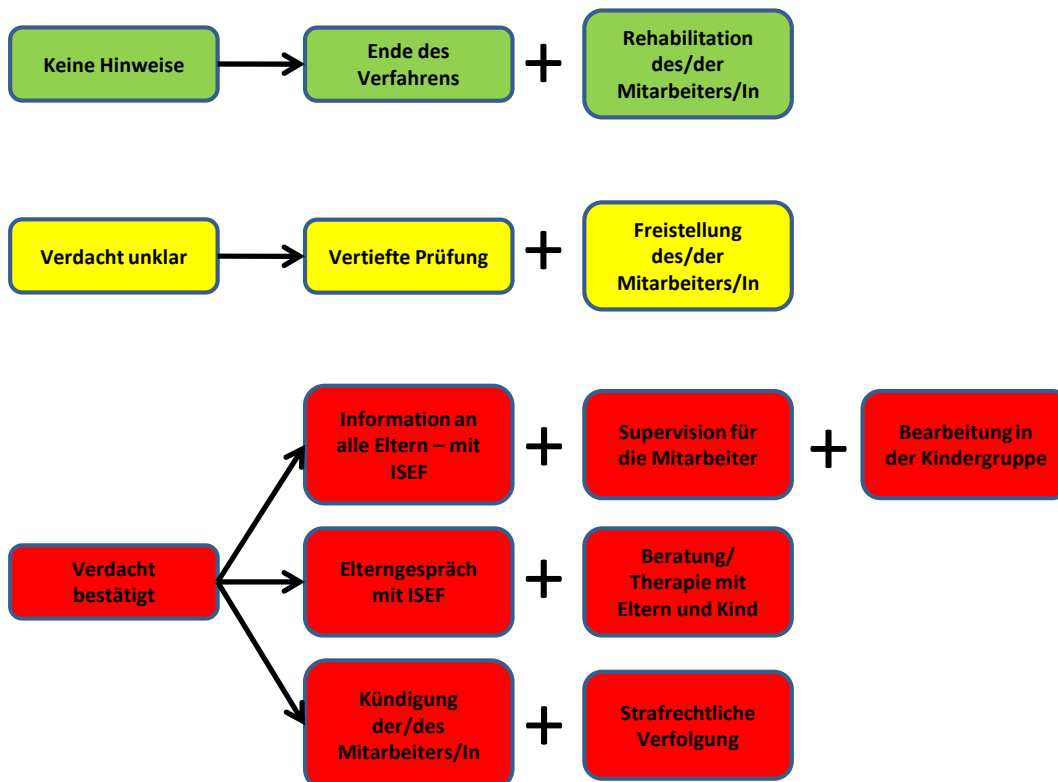 Keine Hinweise
Ende des
Verfahrens
+
Rehabilitation
des/der
Mitarbeiters/In
Verdacht unklar
Vertiefte Prüfung
+
Freistellung
des/der
Mitarbeiters/In
Verdacht
bestätigt
Information an
alle Eltern – mit
ISEF
+
Supervision für
die Mitarbeiter
+
Bearbeitung in
der Kindergruppe
Elterngespräch
mit ISEF
+
Beratung/
Therapie mit
Eltern und Kind
Kündigung
der/des
Mitarbeiters/In
+
Strafrechtliche
Verfolgung